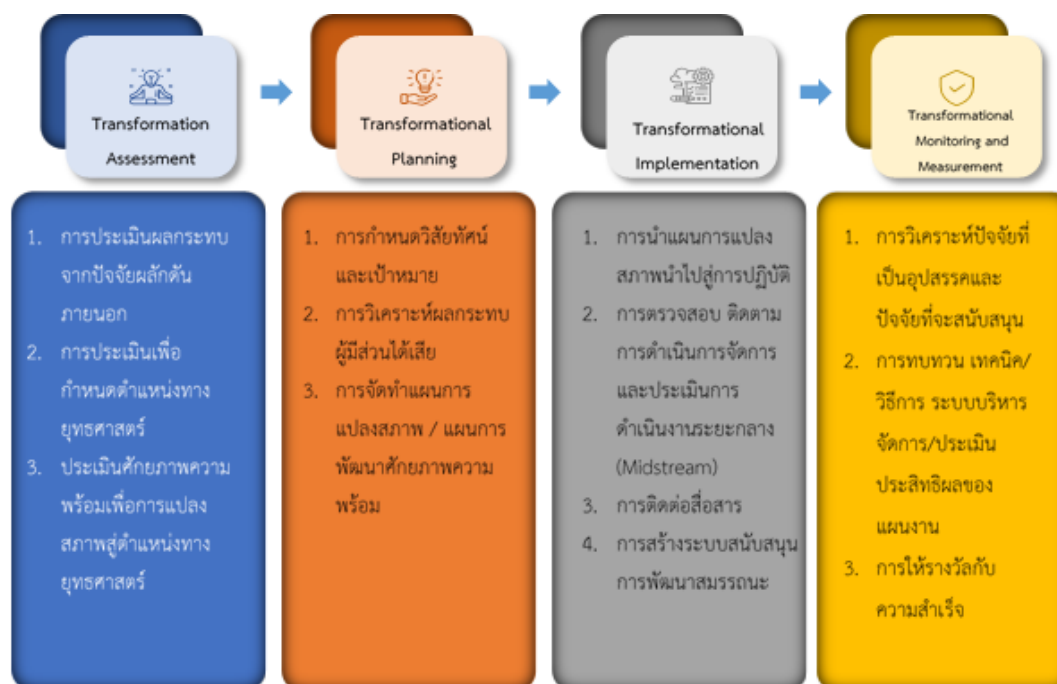 Transformation
Assessment
Transformational
Planning
Transformational
Implementation
Transformational
Monitoring and
Measurement
1. การประเมินผลกระทบ
จากปัจจัยผลักดัน
ภายนอก
2. การประเมินเพื่อ
กำหนดตำแหน่งทาง
ยุทธศาสตร์
3. ประเมินศักยภาพความ
พร้อมเพื่อการแปลง
สภาพสู่ตำแหน่งทาง
ยุทธศาสตร์
1. การกำหนดวิสัยทัศน์
และเป้าหมาย
2. การวิเคราะห์ผลกระทบ
ผู้มีส่วนได้เสีย
3. การจัดทำแผนการ
แปลงสภาพ / แผนการ
พัฒนาศักยภาพความ
พร้อม
1. การนำแผนการแปลง
สภาพนำไปสู่การปฏิบัติ
2. การตรวจสอบ ติดตาม
การดำเนินการจัดการ
และประเมินการ
ดำเนินงานระยะกลาง
(Midstream)
3. การติดต่อสื่อสาร
4. การสร้างระบบสนับสนุน
การพัฒนาสมรรถนะ
1. การวิเคราะห์ปัจจัยที่
เป็นอุปสรรคและ
ปัจจัยที่จะสนับสนุน
2. การทบทวน เทคนิค/
วิธีการ ระบบบริหาร
จัดการ/ประเมิน
ประสิทธิผลของ
แผนงาน
3. การให้รางวัลกับ
ความสำเร็จ